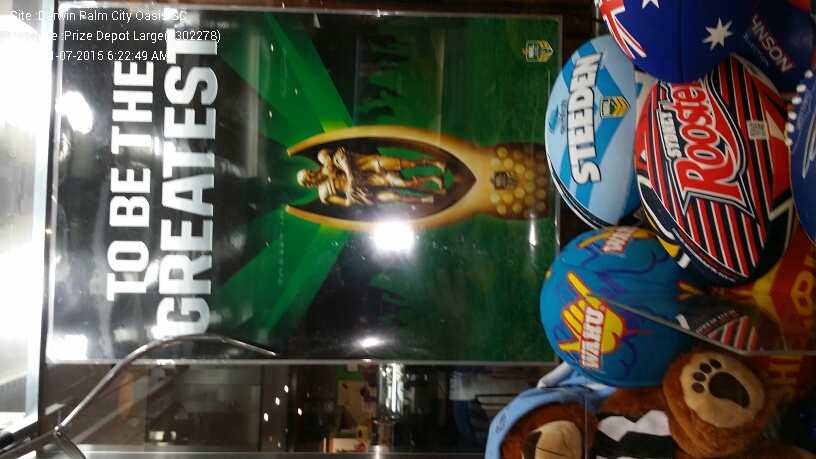 Site :Darwin Palm City Oasis SC
Machine :Prize Depot Large(
302278)
1-07-2015 6:22:49 AM
TO BE THE
GREATEST
STEEDEN
SYDNEY
Roosters
WAHU